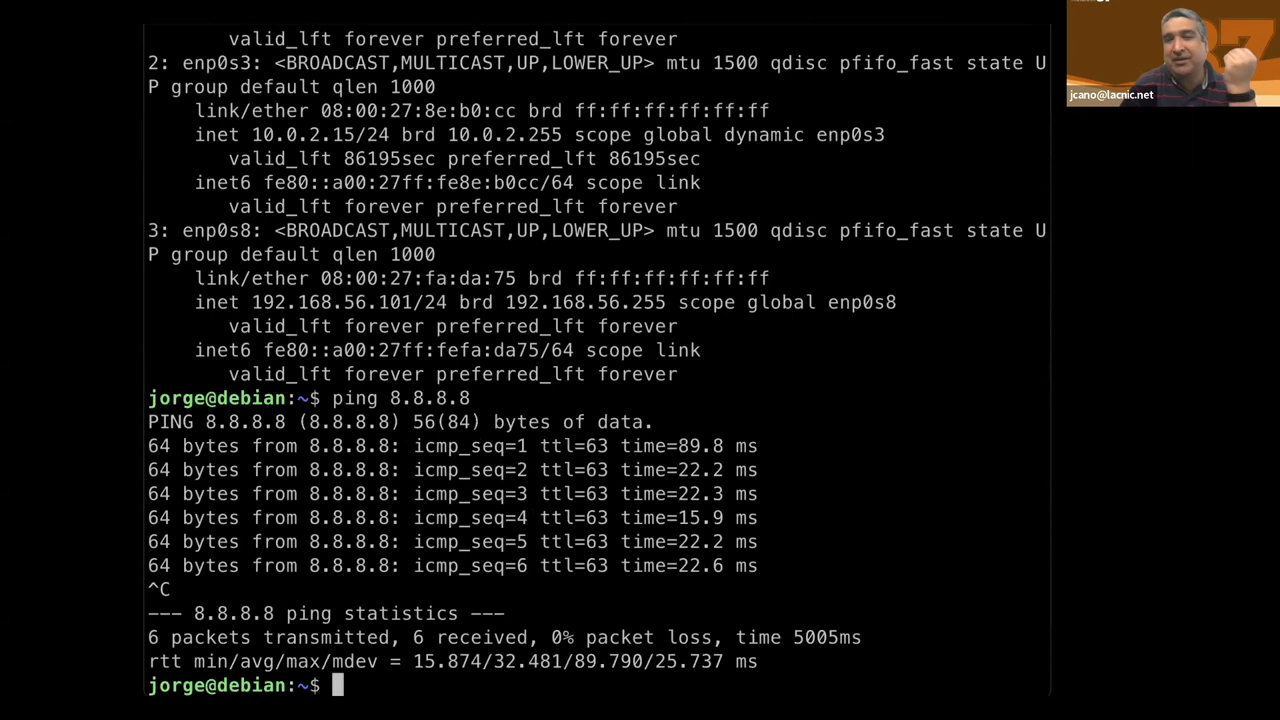 valid_lft forever preferred_lft forever
2: enp0s3: <BROADCAST,MULTICAST,UP,LOWER_UP> mtu 1500 qdisc pfifo_fast state U
P group default qlen 1000
link/ether 08:00:27:8e:b0:cc brd ff:ff:ff:ff:ff:ff
inet 10.0.2.15/24 brd 10.0.2.255 scope global dynamic enp0s3
valid_lft 86195sec preferred_lft 86195sec
inet6 fe80::a00:27ff:fe8e:b0cc/64 scope link
valid_lft forever preferred_lft forever
3: enp0s8: <BROADCAST,MULTICAST,UP,LOWER_UP> mtu 1500 qdisc pfifo_fast state U
P group default qlen 1000
link/ether 08:00:27:fa:da:75 brd ff:ff:ff:ff:ff:ff
inet 192.168.56.101/24 brd 192.168.56.255 scope global enp0s8
valid_lft forever preferred_lft forever
inet6 fe80::a00:27ff:fefa:da75/64 scope link
valid_lft forever preferred_lft forever
jorge@debian:~$ ping 8.8.8.8
PING 8.8.8.8 (8.8.8.8) 56(84) bytes of data.
64 bytes from 8.8.8.8: icmp_seq=1 ttl=63 time=89.8 ms
64 bytes from 8.8.8.8: icmp_seq=2 ttl=63 time=22.2 ms
64 bytes from 8.8.8.8: icmp_seq=3 ttl=63 time=22.3 ms
64 bytes from 8.8.8.8: icmp_seq=4 ttl=63 time=15.9 ms
64 bytes from 8.8.8.8: icmp_seq=5 ttl=63 time=22.2 ms
64 bytes from 8.8.8.8: icmp_seq=6 ttl=63 time=22.6 ms
^C
--- 8.8.8.8 ping statistics ---
6 packets transmitted, 6 received, 0% packet loss, time 5005ms
rtt min/avg/max/mdev = 15.874/32.481/89.790/25.737 ms
jorge@debian:~$
jcano@lacnic.net